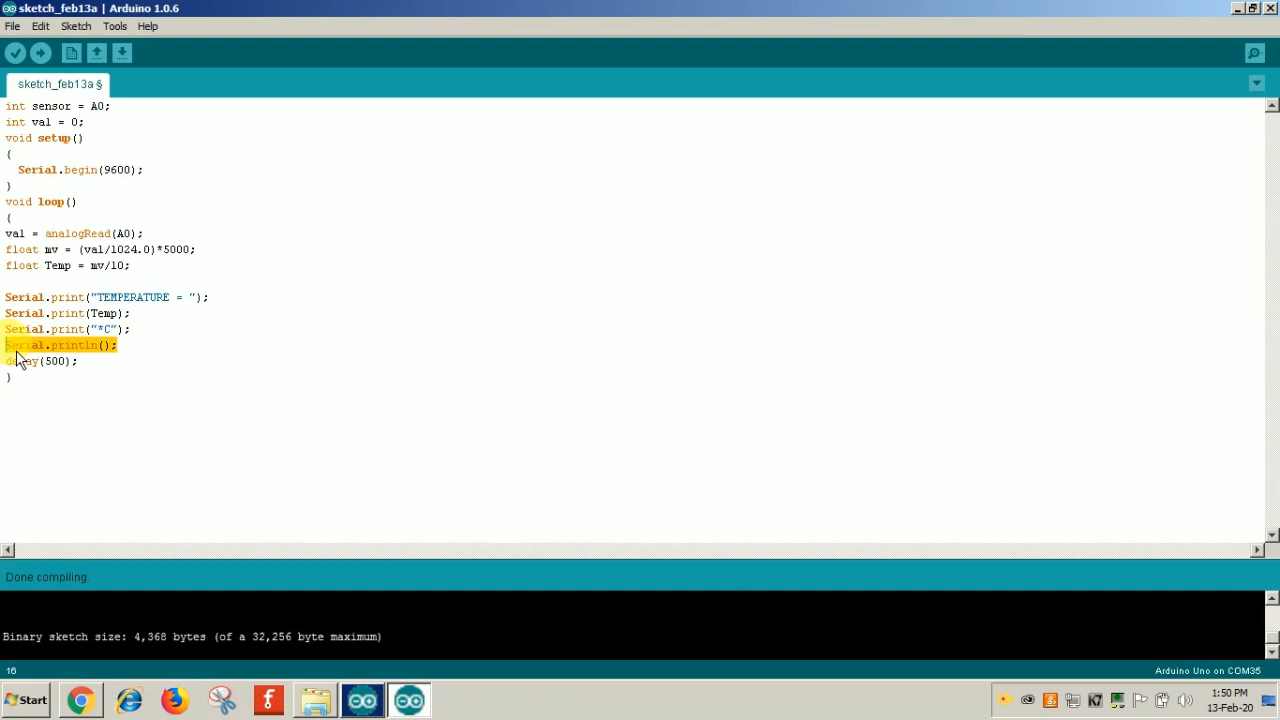 sketch_feb13a | Arduino 1.0.6
File Edit Sketch Tools Help
sketch_feb13a §
int sensor = A0;
int val = 0;
void setup()
{
Serial.begin(9600);
}
void loop()
{
val = analogRead(A0);
float mv = (val/1024.0)*5000;
float Temp = mv/10;
Serial.print("TEMPERATURE = ");
Serial.print(Temp);
Serial.print("*C");
Serial.println();
delay(500);
}
Done compiling.
Binary sketch size: 4,368 bytes (of a 32,256 byte maximum)
16 Arduino Uno on COM35
Start 1:50 PM
13-Feb-20